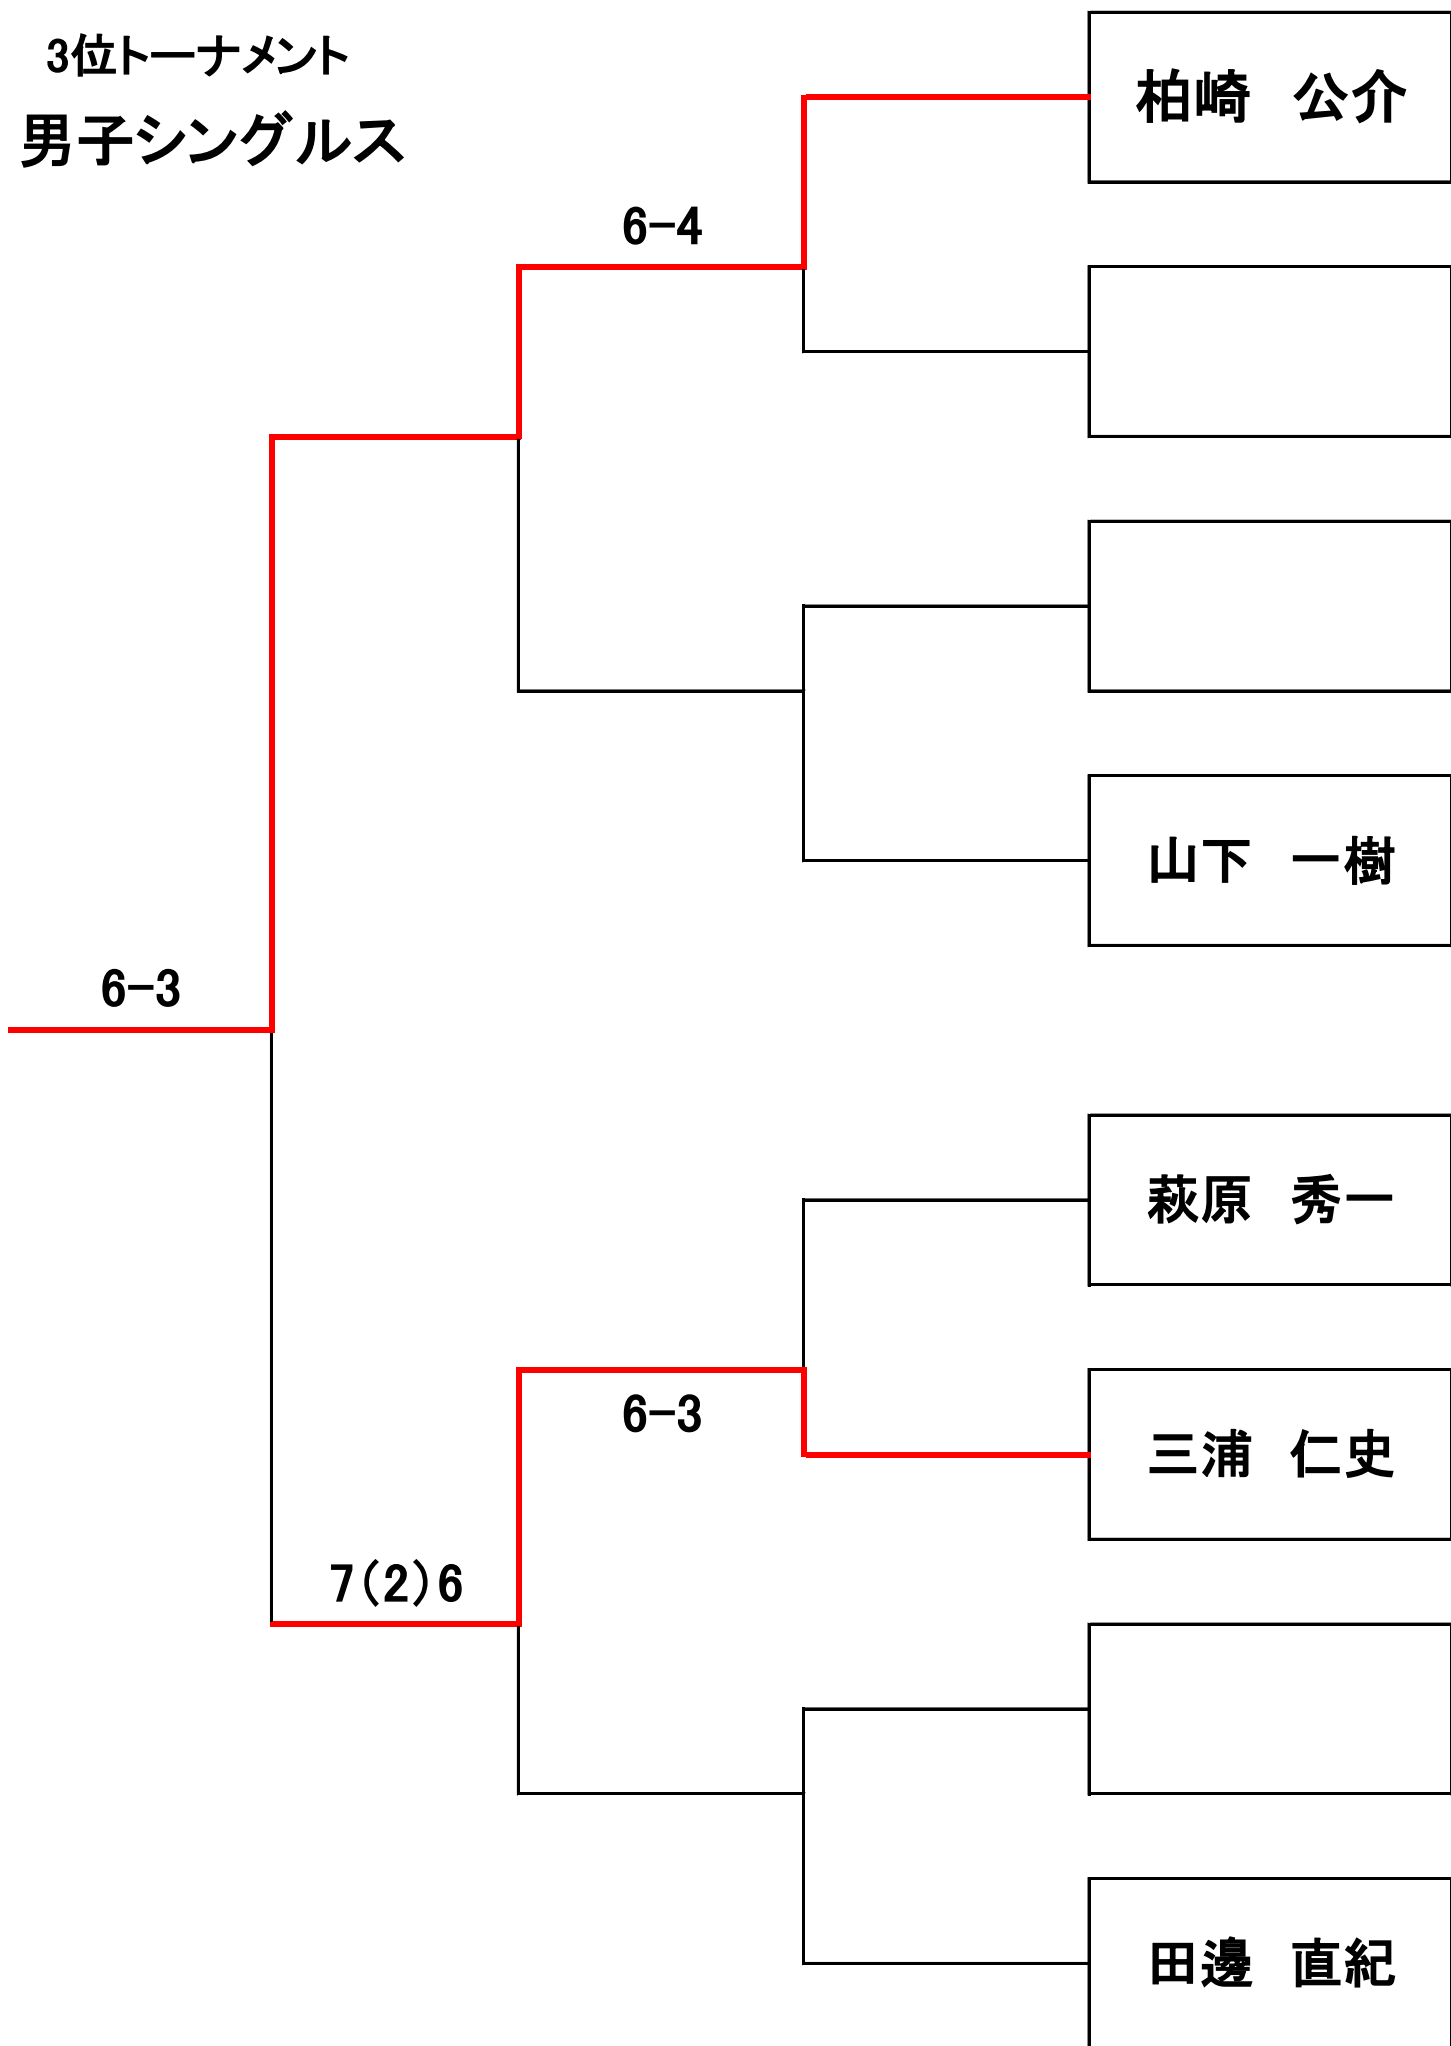 3位トーナメント
男子シングルス
柏崎　公介
6-4
山下　一樹
6-3
萩原　秀一
6-3
三浦　仁史
7(2)6
田邊　直紀